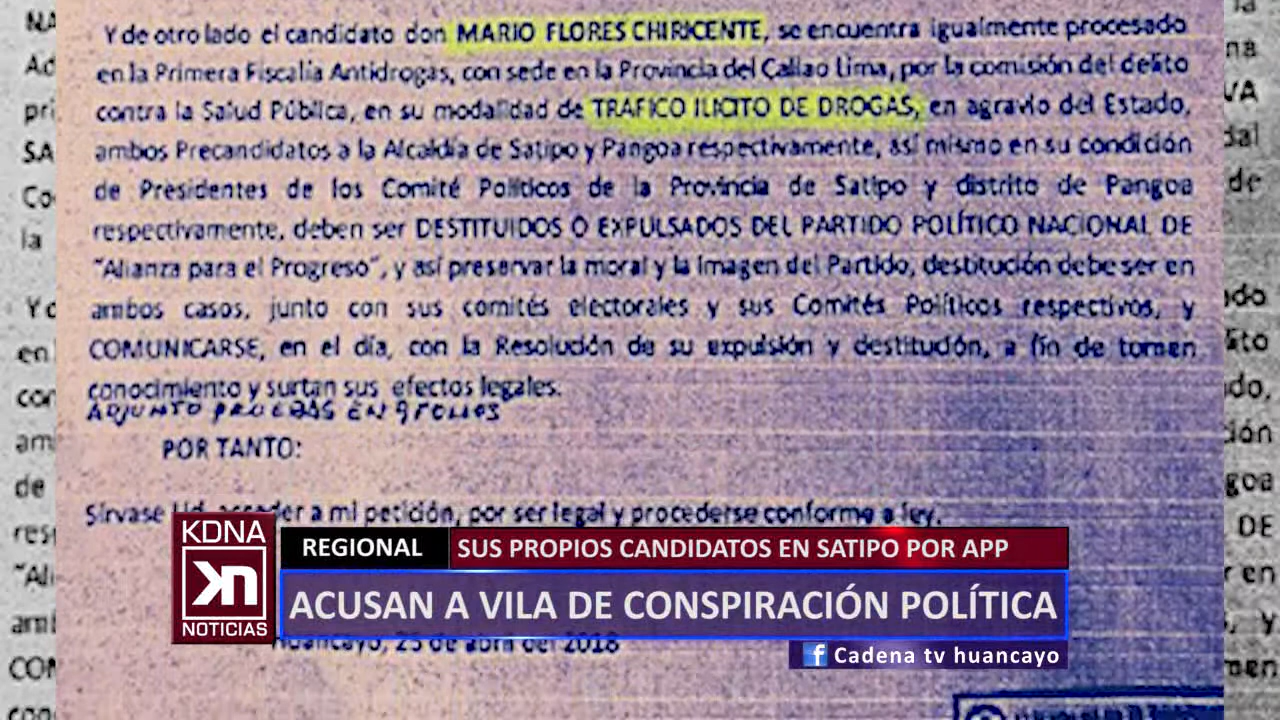 Y de otro lado el candidato don MARIO FLORES CHIRICENTE, se encuentra igualmente procesado
en la Primera Fiscalía Antidrogas, con sede en la Provincia del Callao Lima, por la comisión del delito
contra la Salud Pública, en su modalidad de TRAFICO ILICITO DE DROGAS, en agravio del Estado,
ambos Precandidatos a la Alcaldía de Satipo y Pangoa respectivamente, así mismo en su condición
de Presidentes de los Comité Políticos de la Provincia de Satipo y distrito de Pangoa
respectivamente, deben ser DESTITUIDOS O EXPULSADOS DEL PARTIDO POLÍTICO NACIONAL DE
"Alianza para el Progreso", y así preservar la moral y la imagen del Partido, destitución debe ser en
ambos casos, junto con sus comités electorales y sus Comités Políticos respectivos, y
COMUNICARSE, en el día, con la Resolución de su expulsión y destitución, a fin de tomen
conocimiento y surtan sus efectos legales.
ADJUNTO PRUEBAS EN 9 FOLIOS
POR TANTO:
Sírvase Ud. acceder a mi petición, por ser legal y procederse conforme a ley.
KDNA
kn
NOTICIAS
REGIONAL SUS PROPIOS CANDIDATOS EN SATIPO POR APP
ACUSAN A VILA DE CONSPIRACIÓN POLÍTICA
Huancayo, 25 de abril del 2018
f Cadena tv huancayo